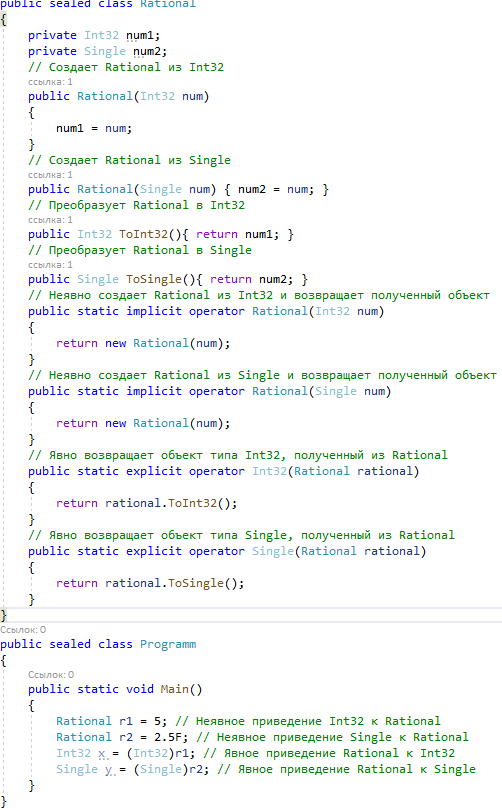 public sealed class Rational
{
private Int32 num1;
private Single num2;
// Создает Rational из Int32
ссылка: 1
public Rational(Int32 num)
{
num1 = num;
}
// Создает Rational из Single
ссылка: 1
public Rational(Single num) { num2 = num; }
// Преобразует Rational в Int32
ссылка: 1
public Int32 ToInt32(){ return num1; }
// Преобразует Rational в Single
ссылка: 1
public Single ToSingle(){ return num2; }
// Неявно создает Rational из Int32 и возвращает полученный объект
public static implicit operator Rational(Int32 num)
{
return new Rational(num);
}
// Неявно создает Rational из Single и возвращает полученный объект
public static implicit operator Rational(Single num)
{
return new Rational(num);
}
// Явно возвращает объект типа Int32, полученный из Rational
public static explicit operator Int32(Rational rational)
{
return rational.ToInt32();
}
// Явно возвращает объект типа Single, полученный из Rational
public static explicit operator Single(Rational rational)
{
return rational.ToSingle();
}
}
Ссылок: 0
public sealed class Programm
{
Ссылок: 0
public static void Main()
{
Rational r1 = 5; // Неявное приведение Int32 к Rational
Rational r2 = 2.5F; // Неявное приведение Single к Rational
Int32 x = (Int32)r1; // Явное приведение Rational к Int32
Single y = (Single)r2; // Явное приведение Rational к Single
}
}